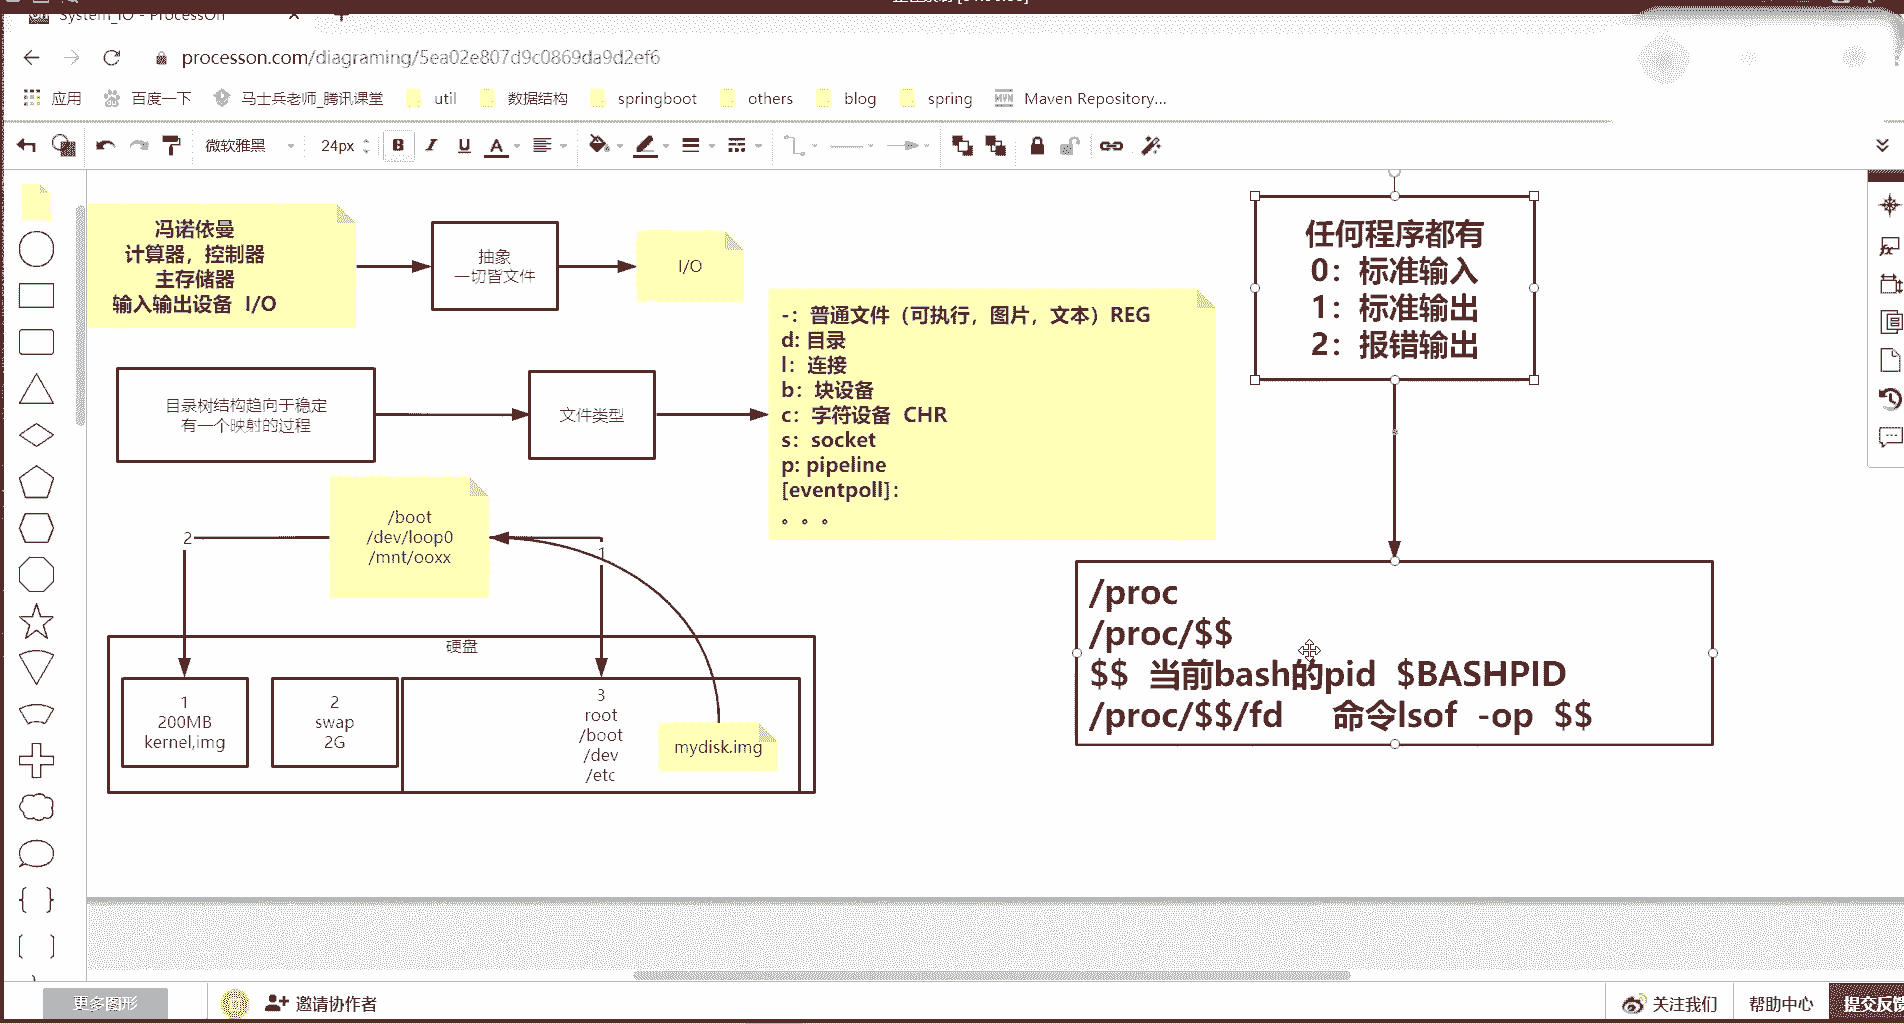 System_IO - ProcessOn
processon.com/diagraming/5ea02e807d9c0869da9d2ef6
应用
百度一下
马士兵老师_腾讯课堂
util
数据结构
springboot
others
blog
spring
Maven Repository...
微软雅黑
24px
B
I
U
A
冯诺依曼
计算器，控制器
主存储器
输入输出设备 I/O
抽象
一切皆文件
I/O
目录树结构趋向于稳定
有一个映射的过程
文件类型
-：普通文件（可执行，图片，文本）REG
d: 目录
l：连接
b：块设备
c：字符设备 CHR
s：socket
p: pipeline
[eventpoll]：
。。。
任何程序都有
0：标准输入
1：标准输出
2：报错输出
/boot
/dev/loop0
/mnt/ooxx
2
1
硬盘
1
200MB
kernel,img
2
swap
2G
3
root
/boot
/dev
/etc
mydisk.img
/proc
/proc/$$
$$ 当前bash的pid $BASHPID
/proc/$$/fd 命令lsof -op $$
更多图形
邀请协作者
关注我们
帮助中心
提交反馈